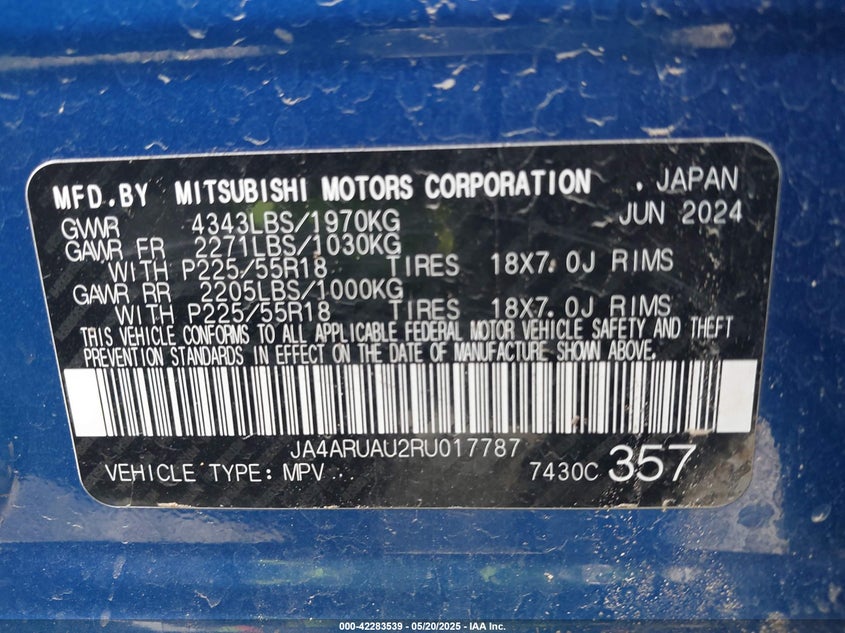 MFD.BY MITSUBISHI MOTORS CORPORATION . JAPAN
GVWR 4343LBS/1970KG JUN 2024
GAWR FR 2271LBS/1030KG
WITH P225/55R18 TIRES 18X7.0J RIMS
GAWR RR 2205LBS/1000KG
WITH P225/55R18 TIRES 18X7.0J RIMS
THIS VEHICLE CONFORMS TO ALL APPLICABLE FEDERAL MOTOR VEHICLE SAFETY AND THEFT
PREVENTION STANDARDS IN EFFECT ON THE DATE OF MANUFACTURE SHOWN ABOVE.
JA4ARUAU2RU017787
VEHICLE TYPE: MPV 7430C 357
000-42283539 - 05/20/2025 - IAA Inc.